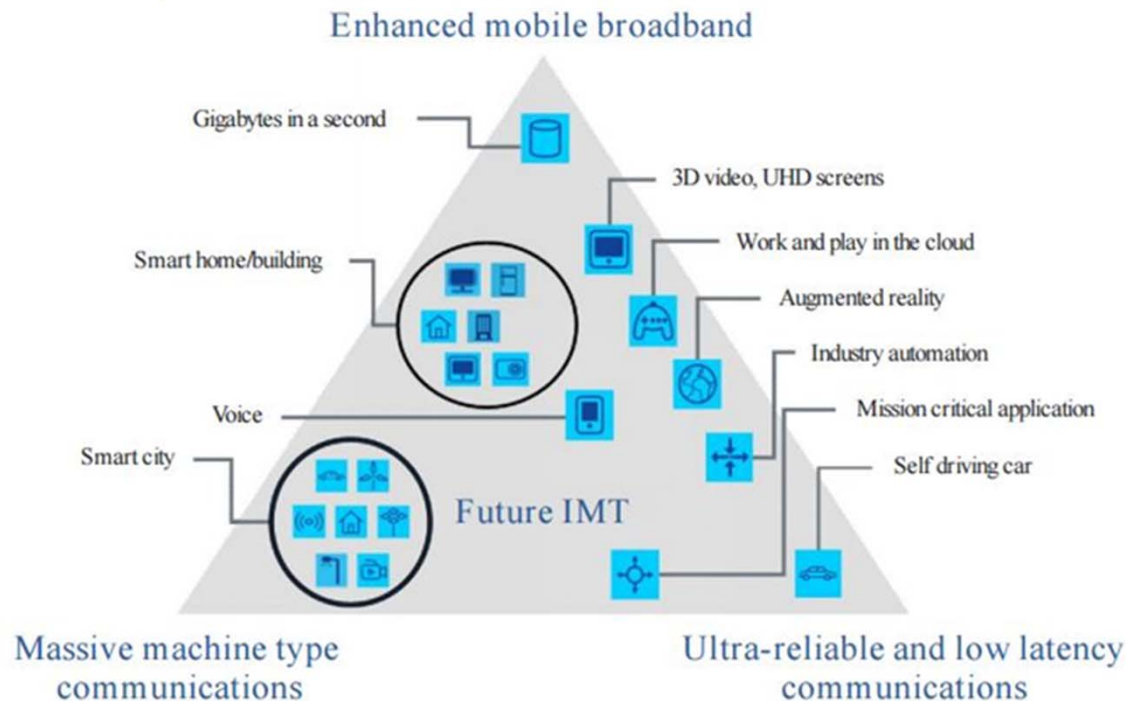 Enhanced mobile broadband
Gigabytes in a second
3D video, UHD screens
Work and play in the cloud
Smart home/building
Augmented reality
Industry automation
Mission critical application
Voice
Smart city
Self driving car
Future IMT
Massive machine type
communications
Ultra-reliable and low latency
communications